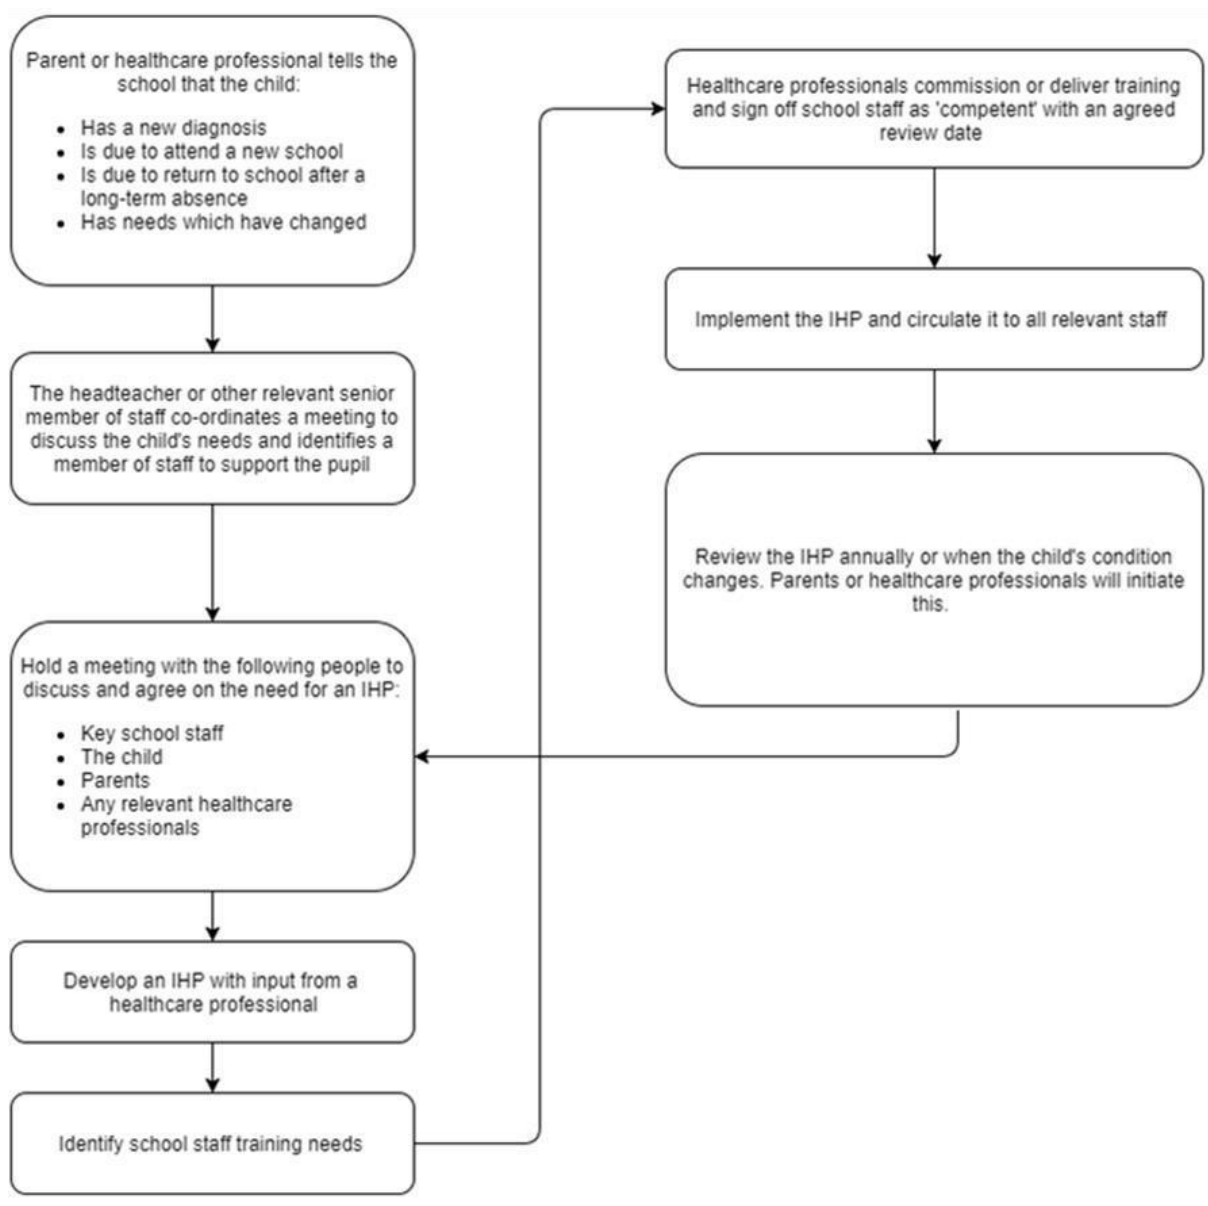 Parent or healthcare professional tells the
school that the child:
• Has a new diagnosis
• Is due to attend a new school
• Is due to return to school after a
long-term absence
• Has needs which have changed
The headteacher or other relevant senior
member of staff co-ordinates a meeting to
discuss the child's needs and identifies a
member of staff to support the pupil
Hold a meeting with the following people to
discuss and agree on the need for an IHP:
• Key school staff
• The child
• Parents
• Any relevant healthcare
professionals
Develop an IHP with input from a
healthcare professional
Identify school staff training needs
Healthcare professionals commission or deliver training
and sign off school staff as 'competent' with an agreed
review date
Implement the IHP and circulate it to all relevant staff
Review the IHP annually or when the child's condition
changes. Parents or healthcare professionals will initiate
this.